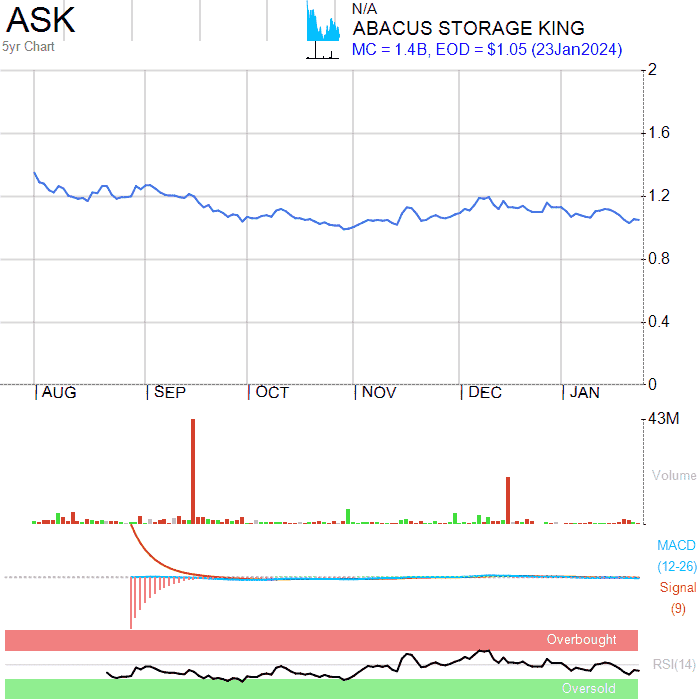 ASK
5yr Chart
N/A
ABACUS STORAGE KING
MC = 1.4B, EOD = $1.05 (23Jan2024)
2
1.6
1.2
0.8
0.4
0
AUG SEP OCT NOV DEC JAN
43M
Volume
MACD
(12-26)
Signal
(9)
Overbought
RSI(14)
Oversold